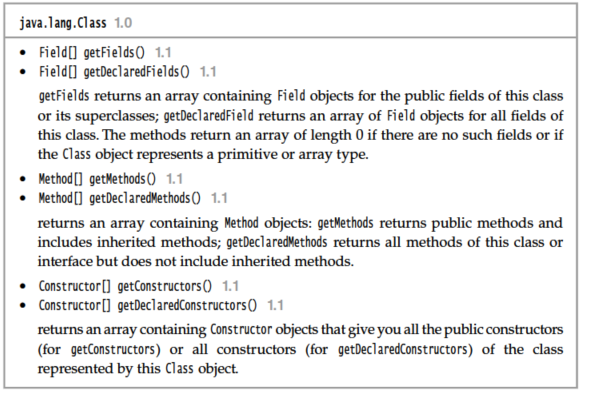 java.lang.Class 1.0
• Field[] getFields() 1.1
• Field[] getDeclaredFields() 1.1
getFields returns an array containing Field objects for the public fields of this class
or its superclasses; getDeclaredField returns an array of Field objects for all fields of
this class. The methods return an array of length 0 if there are no such fields or if
the Class object represents a primitive or array type.
• Method[] getMethods() 1.1
• Method[] getDeclaredMethods() 1.1
returns an array containing Method objects: getMethods returns public methods and
includes inherited methods; getDeclaredMethods returns all methods of this class or
interface but does not include inherited methods.
• Constructor[] getConstructors() 1.1
• Constructor[] getDeclaredConstructors() 1.1
returns an array containing Constructor objects that give you all the public constructors
(for getConstructors) or all constructors (for getDeclaredConstructors) of the class
represented by this Class object.